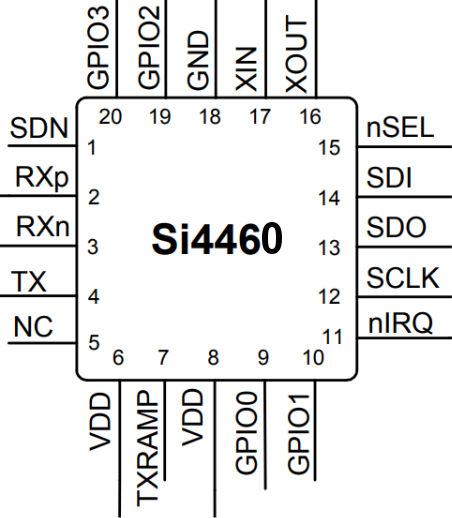 GPIO3 GPIO2 GND XIN XOUT
20 19 18 17 16
SDN 1 15 nSEL
RXp 2 14 SDI
RXn 3 Si4460 13 SDO
TX 4 12 SCLK
NC 5 11 nIRQ
6 7 8 9 10
VDD TXRAMP VDD GPIO0 GPIO1